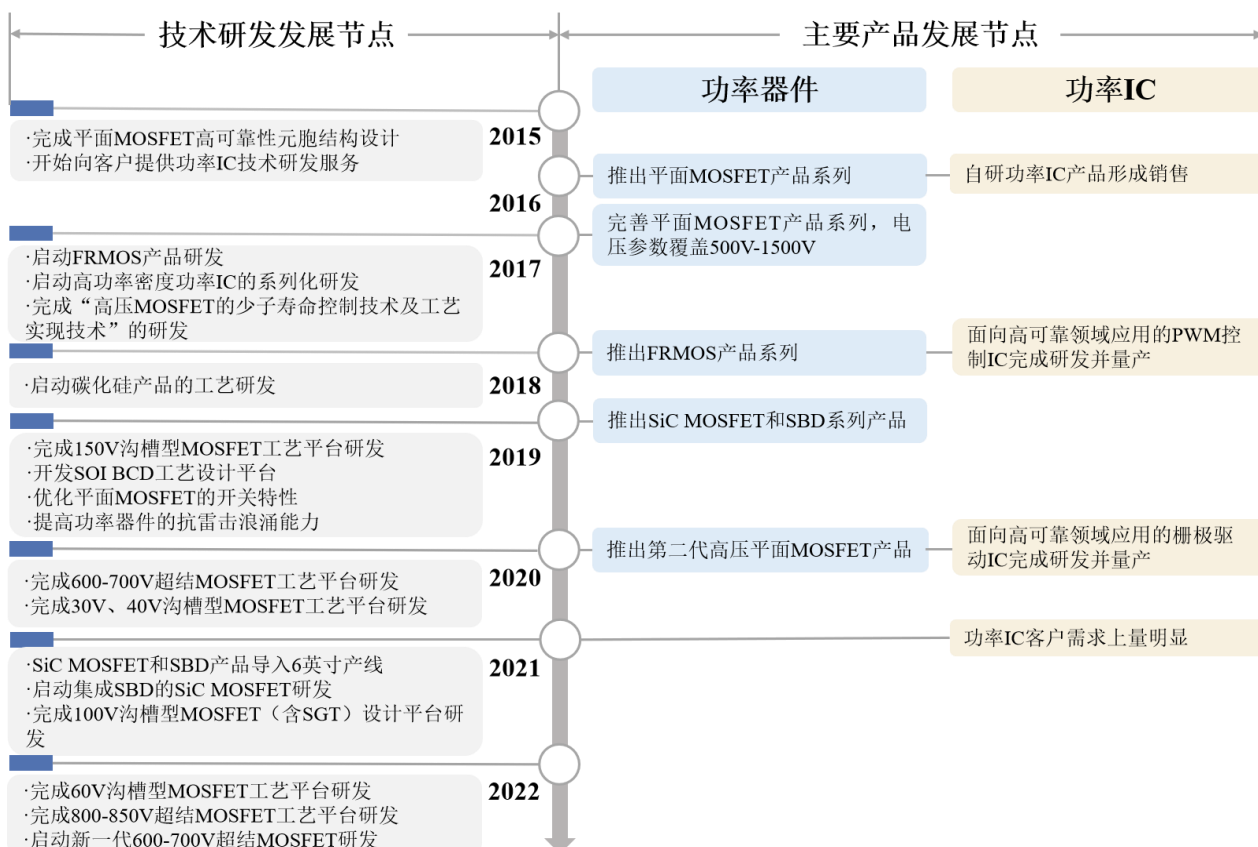 技术研发发展节点
主要产品发展节点
功率器件
功率IC
2015
·完成平面MOSFET高可靠性元胞结构设计
·开始向客户提供功率IC技术研发服务
推出平面MOSFET产品系列
自研功率IC产品形成销售
2016
完善平面MOSFET产品系列，电
压参数覆盖500V-1500V
2017
·启动FRMOS产品研发
·启动高功率密度功率IC的系列化研发
·完成“高压MOSFET的少子寿命控制技术及工艺
实现技术”的研发
推出FRMOS产品系列
面向高可靠领域应用的PWM控
制IC完成研发并量产
2018
·启动碳化硅产品的工艺研发
推出SiC MOSFET和SBD系列产品
2019
·完成150V沟槽型MOSFET工艺平台研发
·开发SOI BCD工艺设计平台
·优化平面MOSFET的开关特性
·提高功率器件的抗雷击浪涌能力
推出第二代高压平面MOSFET产品
面向高可靠领域应用的栅极驱
动IC完成研发并量产
2020
·完成600-700V超结MOSFET工艺平台研发
·完成30V、40V沟槽型MOSFET工艺平台研发
功率IC客户需求上量明显
2021
·SiC MOSFET和SBD产品导入6英寸产线
·启动集成SBD的SiC MOSFET研发
·完成100V沟槽型MOSFET（含SGT）设计平台研
发
2022
·完成60V沟槽型MOSFET工艺平台研发
·完成800-850V超结MOSFET工艺平台研发
·启动新一代600-700V超结MOSFET研发